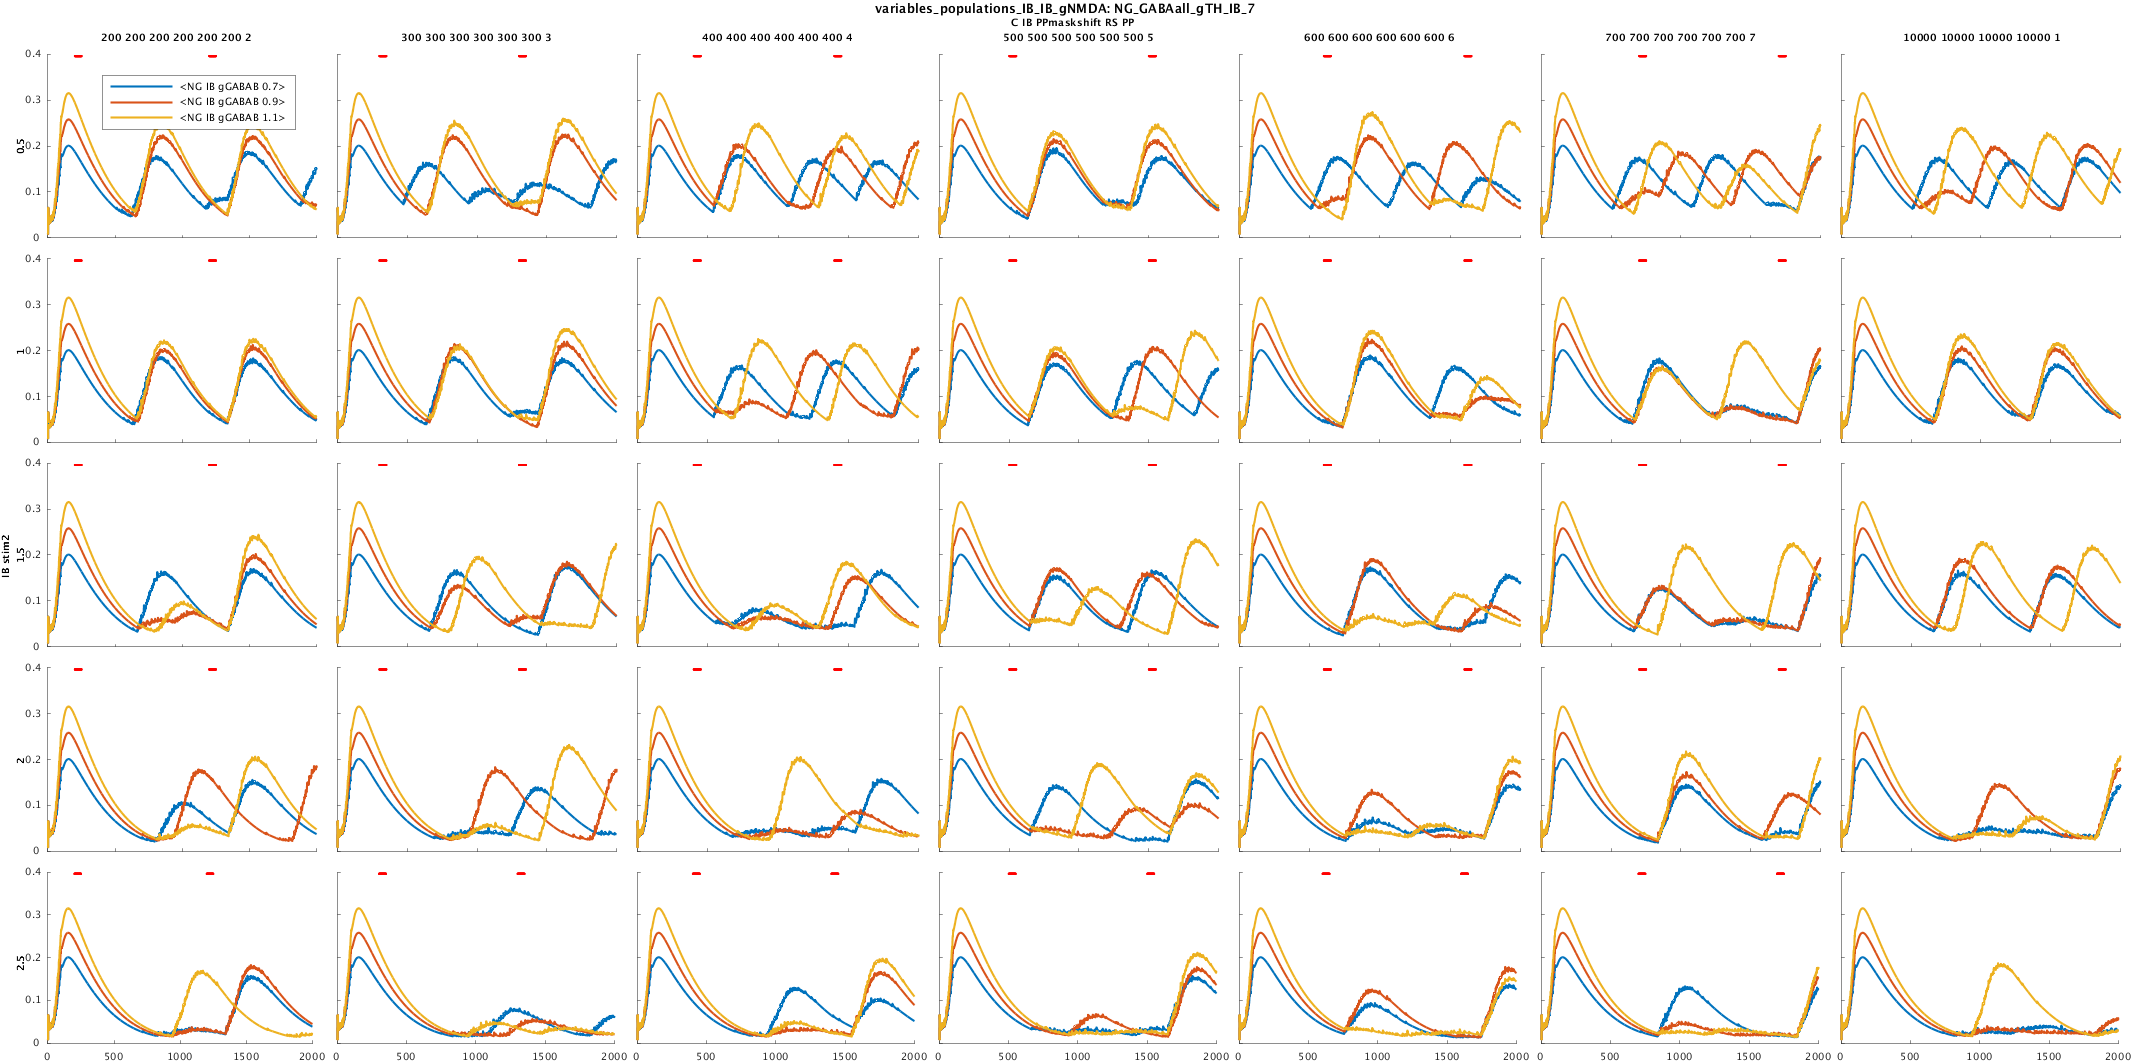 variables_populations_IB_IB_gNMDA: NG_GABAall_gTH_IB_7
C IB PPmaskshift RS PP
200 200 200 200 200 200 2
300 300 300 300 300 300 3
400 400 400 400 400 400 4
500 500 500 500 500 500 5
600 600 600 600 600 600 6
700 700 700 700 700 700 7
10000 10000 10000 10000 1
<NG IB gGABAB 0.7>
<NG IB gGABAB 0.9>
<NG IB gGABAB 1.1>
0.4
0.3
0.2
0.1
0
0.5
0.4
0.3
0.2
0.1
0
1
0.4
0.3
0.2
0.1
0
IB stim2
1.5
0.4
0.3
0.2
0.1
0
2
0.4
0.3
0.2
0.1
0
2.5
0 500 1000 1500 2000
0 500 1000 1500 2000
0 500 1000 1500 2000
0 500 1000 1500 2000
0 500 1000 1500 2000
0 500 1000 1500 2000
0 500 1000 1500 2000